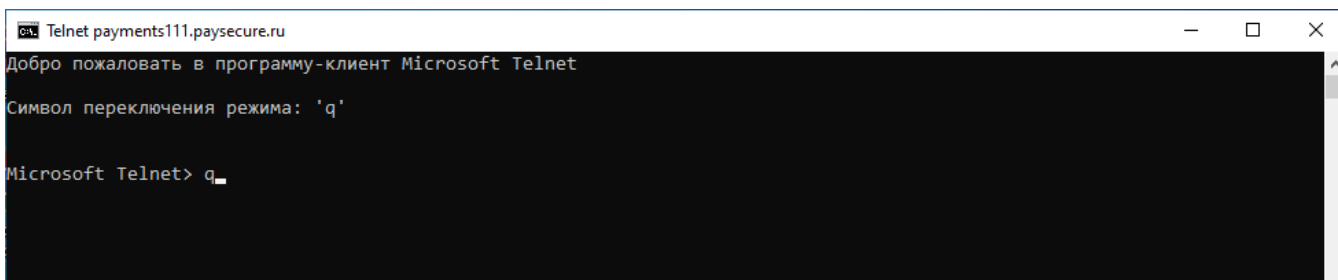 Telnet payments111.paysecure.ru
Добро пожаловать в программу-клиент Microsoft Telnet
Символ переключения режима: 'q'
Microsoft Telnet> q